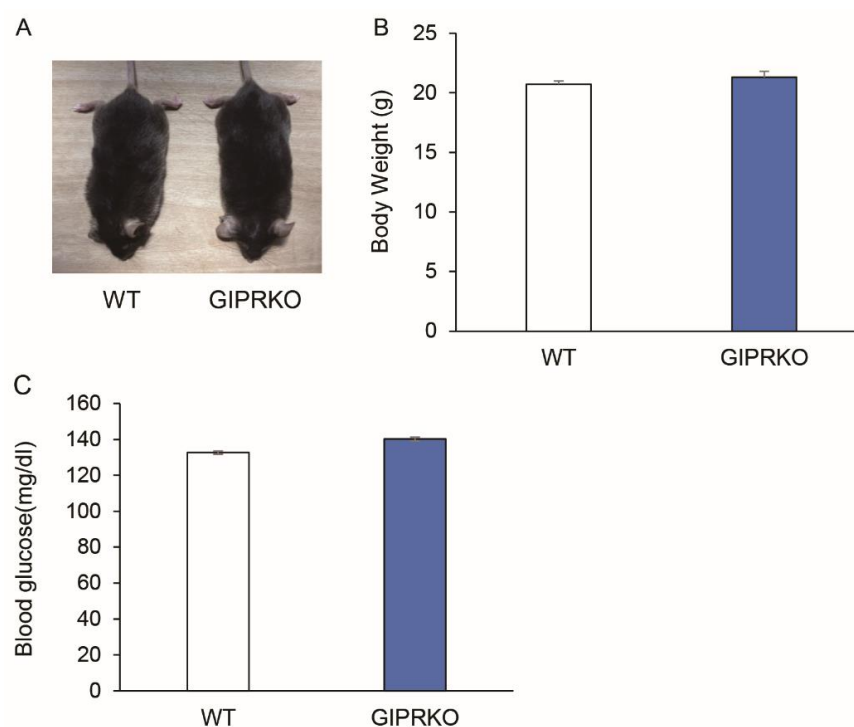 A
WT GIPRKO
B
Body Weight (g)
25
20
15
10
5
0
WT GIPRKO
C
Blood glucose(mg/dl)
160
140
120
100
80
60
40
20
0
WT GIPRKO